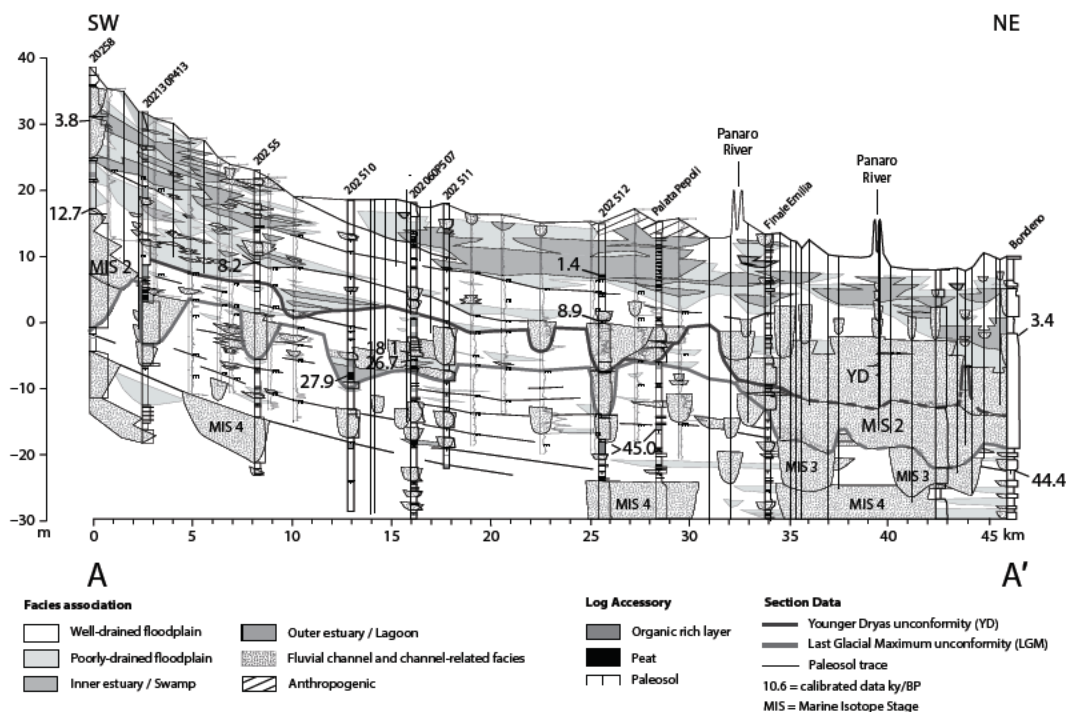 SW
NE
40
30
20
10
0
−10
−20
−30
m
20258
202130P413
202 S5
202 S10
202060P507
202 S11
202 S12
Palata Pepoli
Panaro
River
Finale Emilia
Panaro
River
Bondeno
3.8
12.7
MIS 2
8.2
27.9
26.7
1.4
8.9
>45.0
3.4
44.4
YD
MIS 2
MIS 3
MIS 3
MIS 4
MIS 4
MIS 4
0 5 10 15 20 25 30 35 40 45 km
A
A'
Facies association
Well-drained floodplain
Poorly-drained floodplain
Inner estuary / Swamp
Outer estuary / Lagoon
Fluvial channel and channel-related facies
Anthropogenic
Log Accessory
Organic rich layer
Peat
Paleosol
Section Data
Younger Dryas unconformity (YD)
Last Glacial Maximum unconformity (LGM)
Paleosol trace
10.6 = calibrated data ky/BP
MIS = Marine Isotope Stage